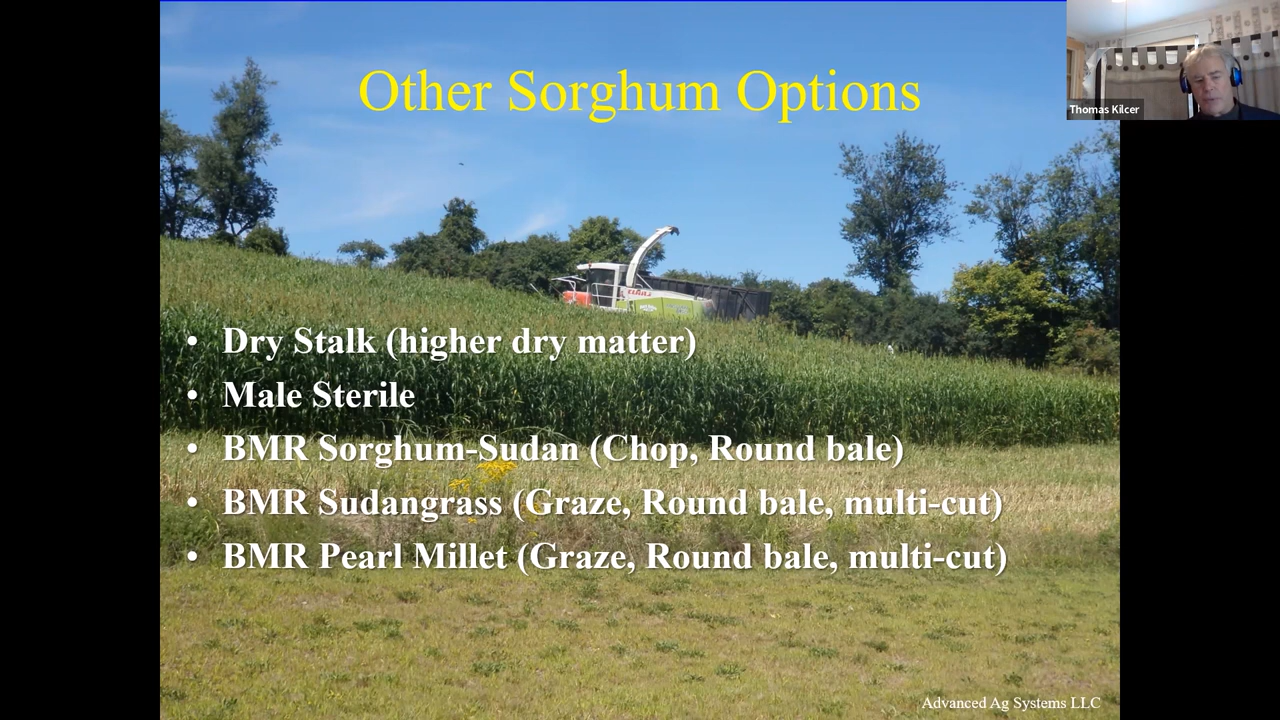 Other Sorghum Options
Thomas Kilcer
CLAAS
• Dry Stalk (higher dry matter)
• Male Sterile
• BMR Sorghum-Sudan (Chop, Round bale)
• BMR Sudangrass (Graze, Round bale, multi-cut)
• BMR Pearl Millet (Graze, Round bale, multi-cut)
Advanced Ag Systems LLC